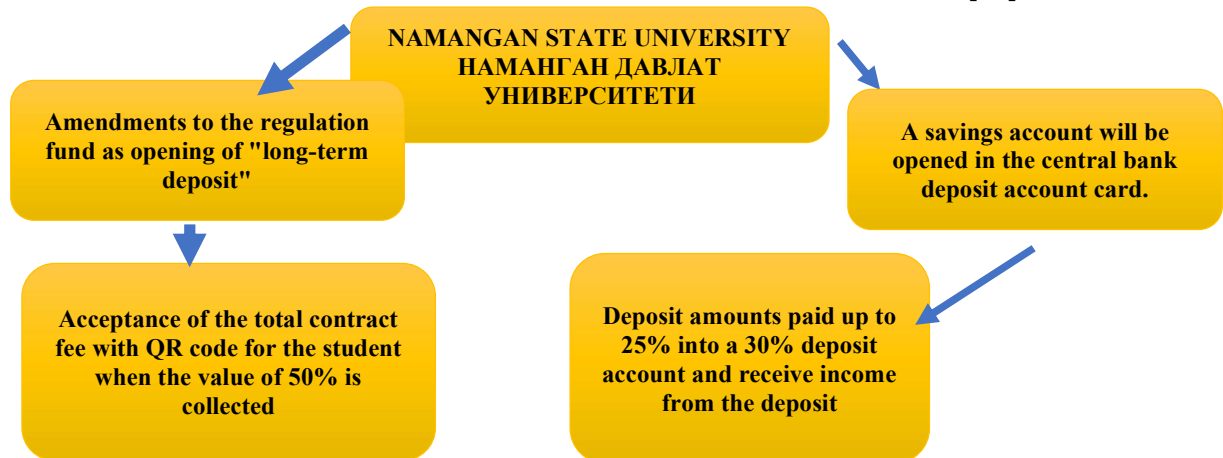 NAMANGAN STATE UNIVERSITY
НАМАНГАН ДАВЛАТ
УНИВЕРСИТЕТИ
Amendments to the regulation
fund as opening of "long-term
deposit"
A savings account will be
opened in the central bank
deposit account card.
Acceptance of the total contract
fee with QR code for the student
when the value of 50% is
collected
Deposit amounts paid up to
25% into a 30% deposit
account and receive income
from the deposit